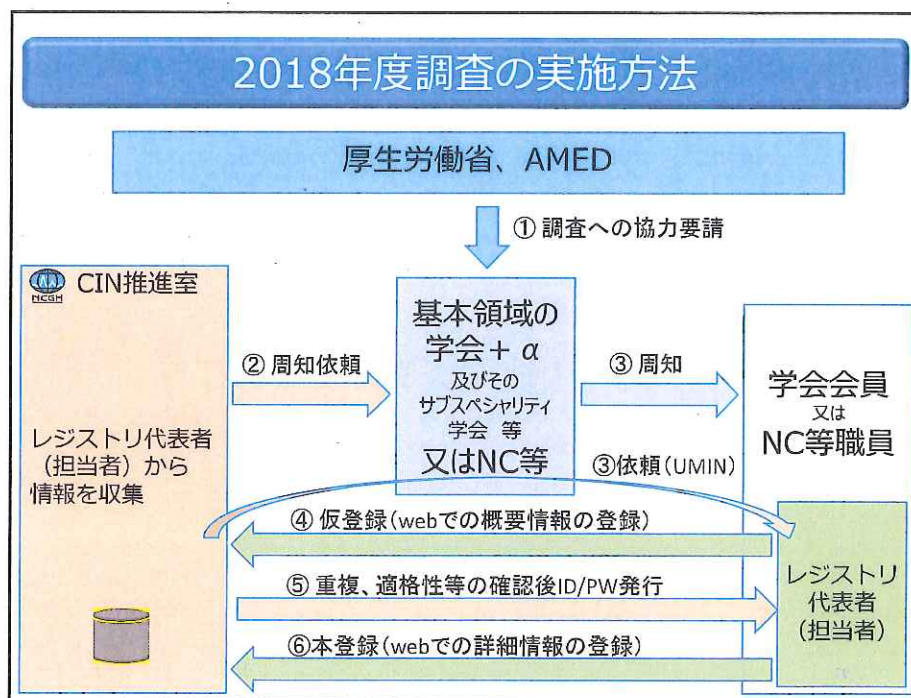 2018年度調査の実施方法
厚生労働省、AMED
① 調査への協力要請
NCGM
CIN推進室
レジストリ代表者
(担当者)から
情報を収集
② 周知依頼
基本領域の
学会+α
及びその
サブスペシャリティ
学会 等
又はNC等
③ 周知
学会会員
又は
NC等職員
③依頼(UMIN)
④ 仮登録(webでの概要情報の登録)
⑤ 重複、適格性等の確認後ID/PW発行
⑥本登録(webでの詳細情報の登録)
レジストリ
代表者
(担当者)